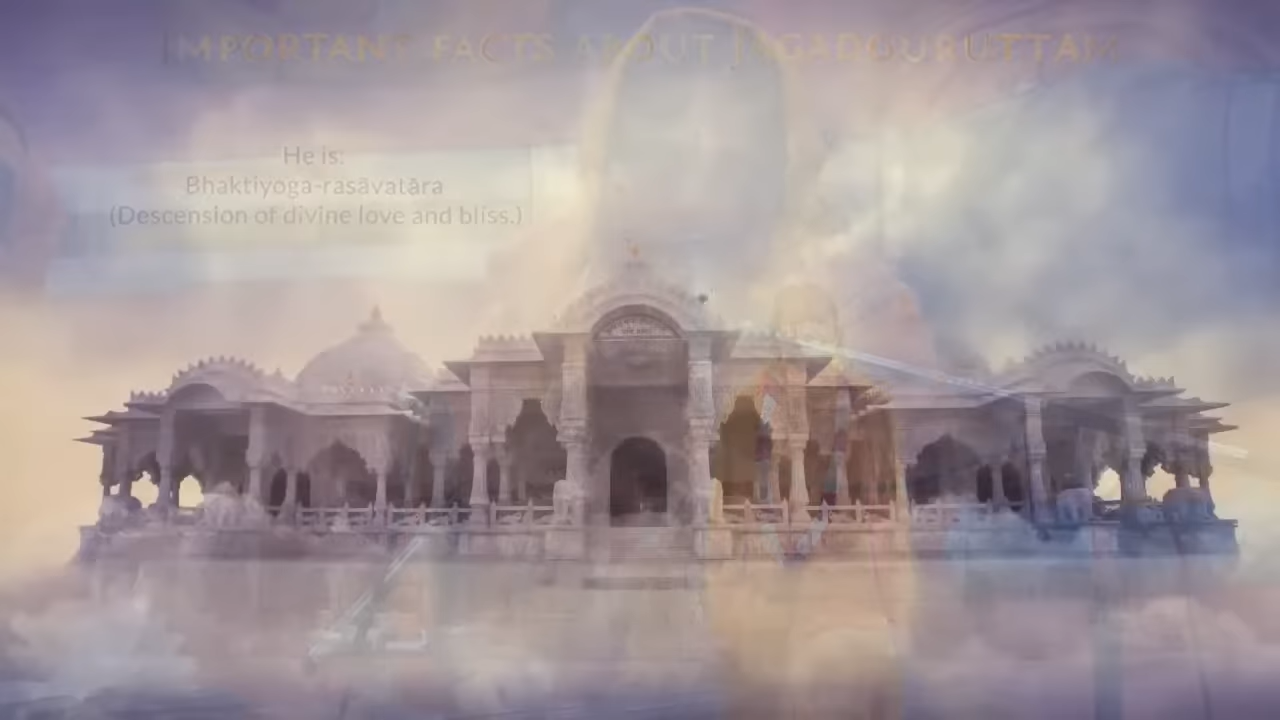 IMPORTANT FACTS ABOUT JAGADGURUTTAM
He is:
Bhaktiyoga-rasāvatāra
(Descension of divine love and bliss.)